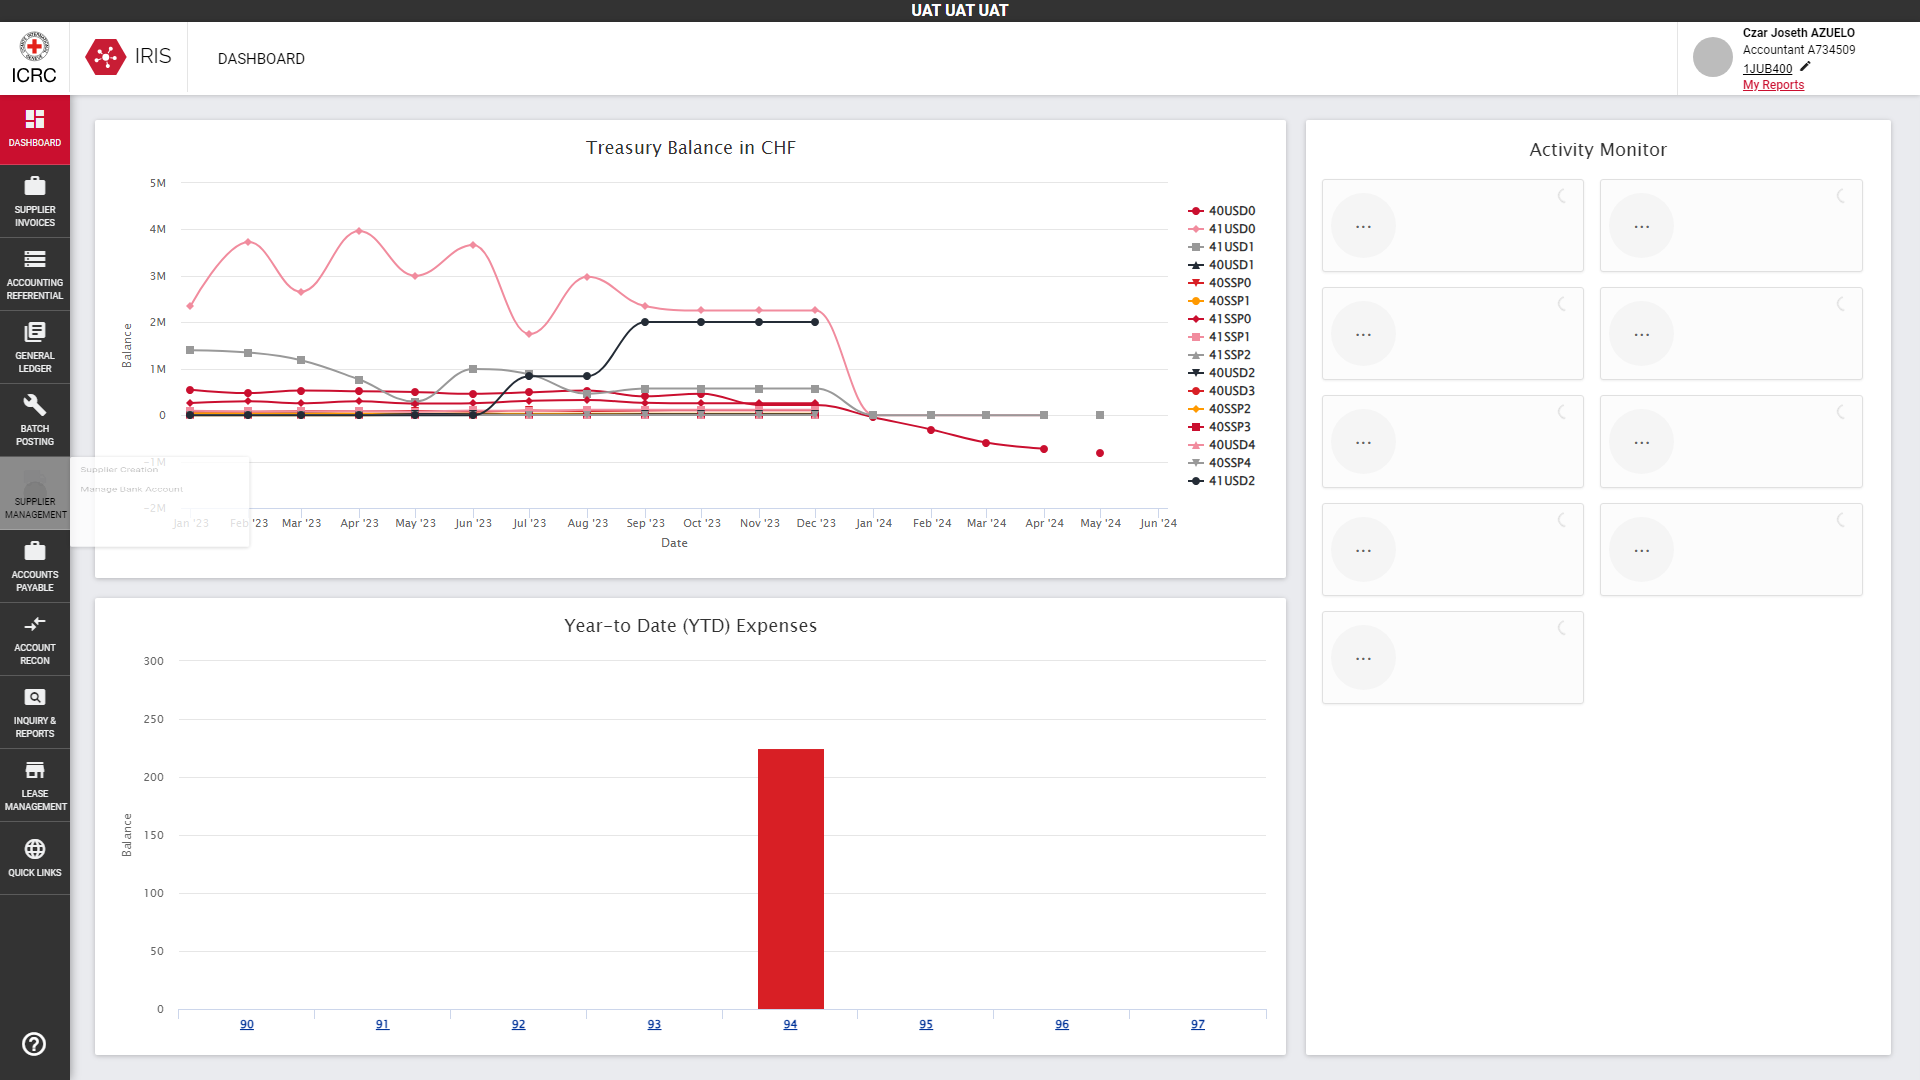 UAT UAT UAT
ICRC
IRIS
DASHBOARD
Czar Joseth AZUELO
Accountant A734509
1JUB400
My Reports
DASHBOARD
SUPPLIER
INVOICES
ACCOUNTING
REFERENTIAL
GENERAL
LEDGER
BATCH
POSTING
SUPPLIER
MANAGEMENT
Supplier Creation
Manage Bank Account
ACCOUNTS
PAYABLE
ACCOUNT
RECON
INQUIRY &
REPORTS
LEASE
MANAGEMENT
QUICK LINKS
Treasury Balance in CHF
5M
4M
3M
2M
1M
0
-1M
-2M
Balance
Jan '23 Feb '23 Mar '23 Apr '23 May '23 Jun '23 Jul '23 Aug '23 Sep '23 Oct '23 Nov '23 Dec '23 Jan '24 Feb '24 Mar '24 Apr '24 May '24 Jun '24
Date
40USD0
41USD0
41USD1
40USD1
40SSP0
40SSP1
41SSP0
41SSP1
41SSP2
40USD2
40USD3
40SSP2
40SSP3
40USD4
40SSP4
41USD2
Year-to Date (YTD) Expenses
300
250
200
150
100
50
0
Balance
90 91 92 93 94 95 96 97
Activity Monitor
... ...
... ...
... ...
... ...
...